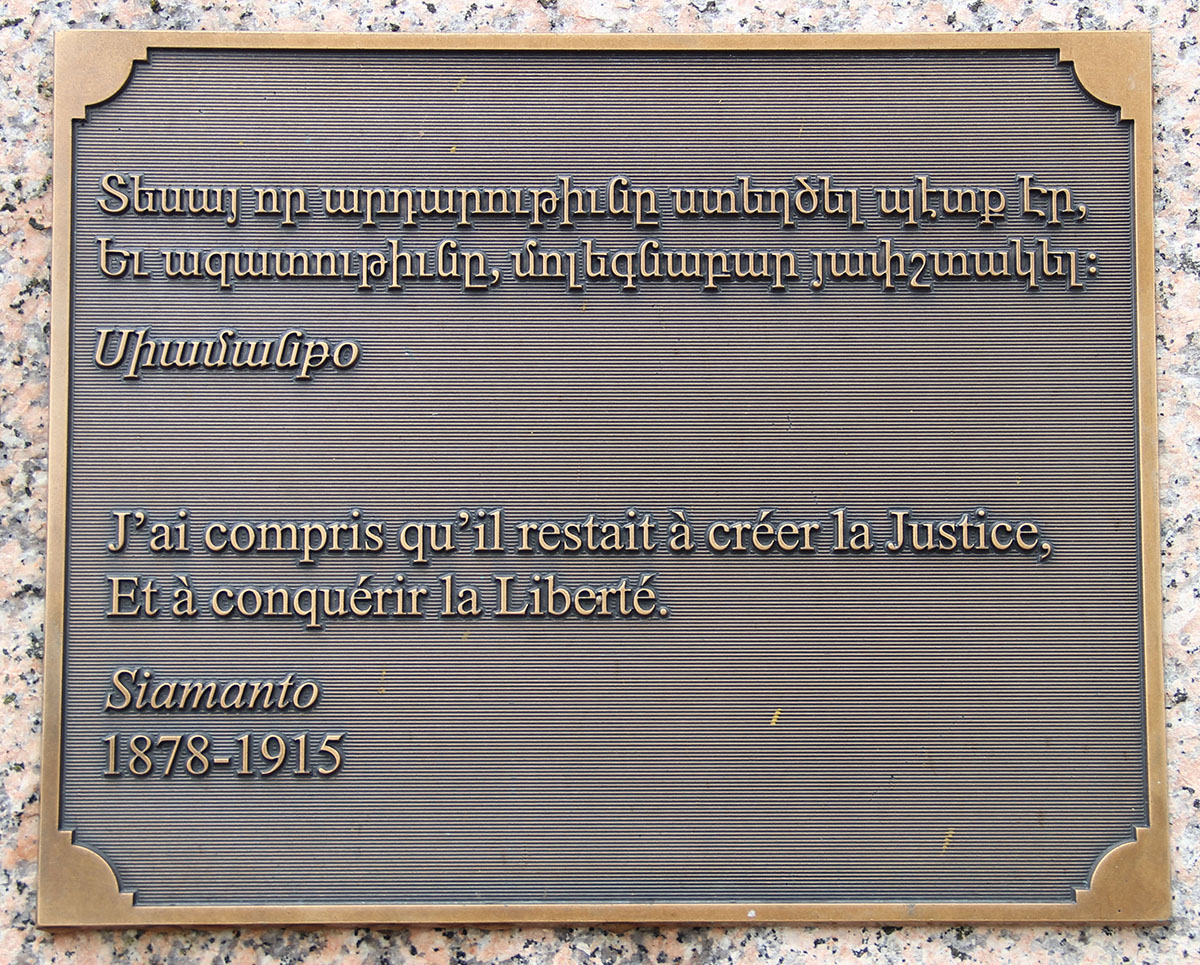 Տեսայ որ արդարութիւնը ստեղծել պէտք էր,
Եւ ազատութիւնը, մոլեգնաբար յափշտակել։
Սիամանթօ
J’ai compris qu’il restait à créer la Justice,
Et à conquérir la Liberté.
Siamanto
1878-1915